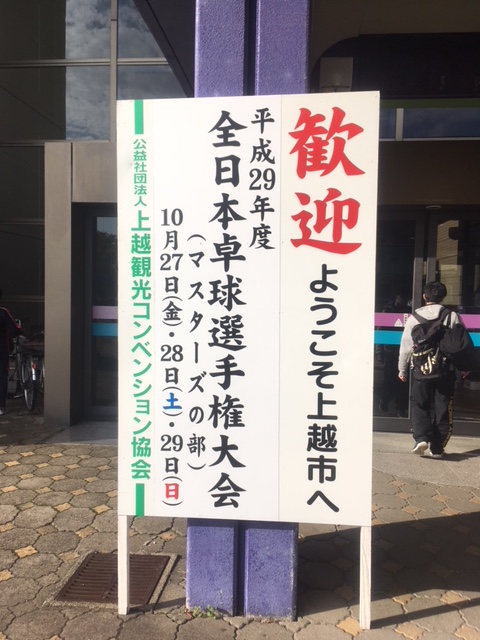 歓迎
ようこそ上越市へ
平成29年度
全日本卓球選手権大会
(マスターズの部)
10月27日(金)・28日(土)・29日(日)
公益社団法人 上越観光コンベンション協会